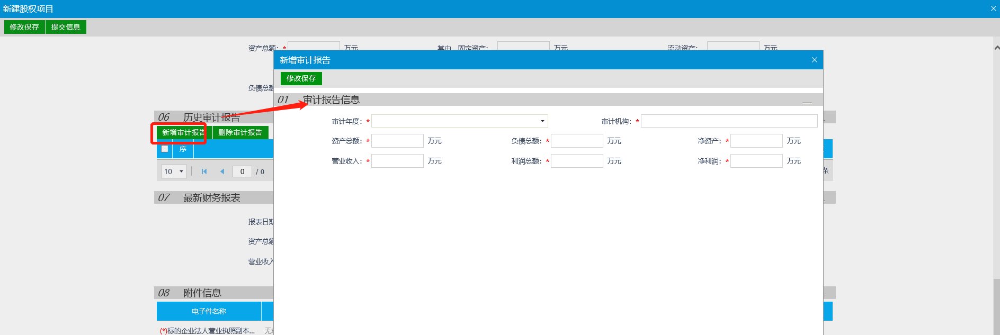 新建股权项目
修改保存 提交信息
资产总额：* 万元 其中 固定资产： 万元 流动资产： 万元
新增审计报告
修改保存
负债总额
01 审计报告信息
06 历史审计报告
审计年度：* 审计机构：*
新增审计报告 删除审计报告
资产总额：* 万元 负债总额：* 万元 净资产：* 万元
序
营业收入：* 万元 利润总额：* 万元 净利润：* 万元
10 0 / 0 条
07 最新财务报表
报表日期
资产总额
营业收入
08 附件信息
电子件名称
(*)标的企业法人营业执照副本... 无